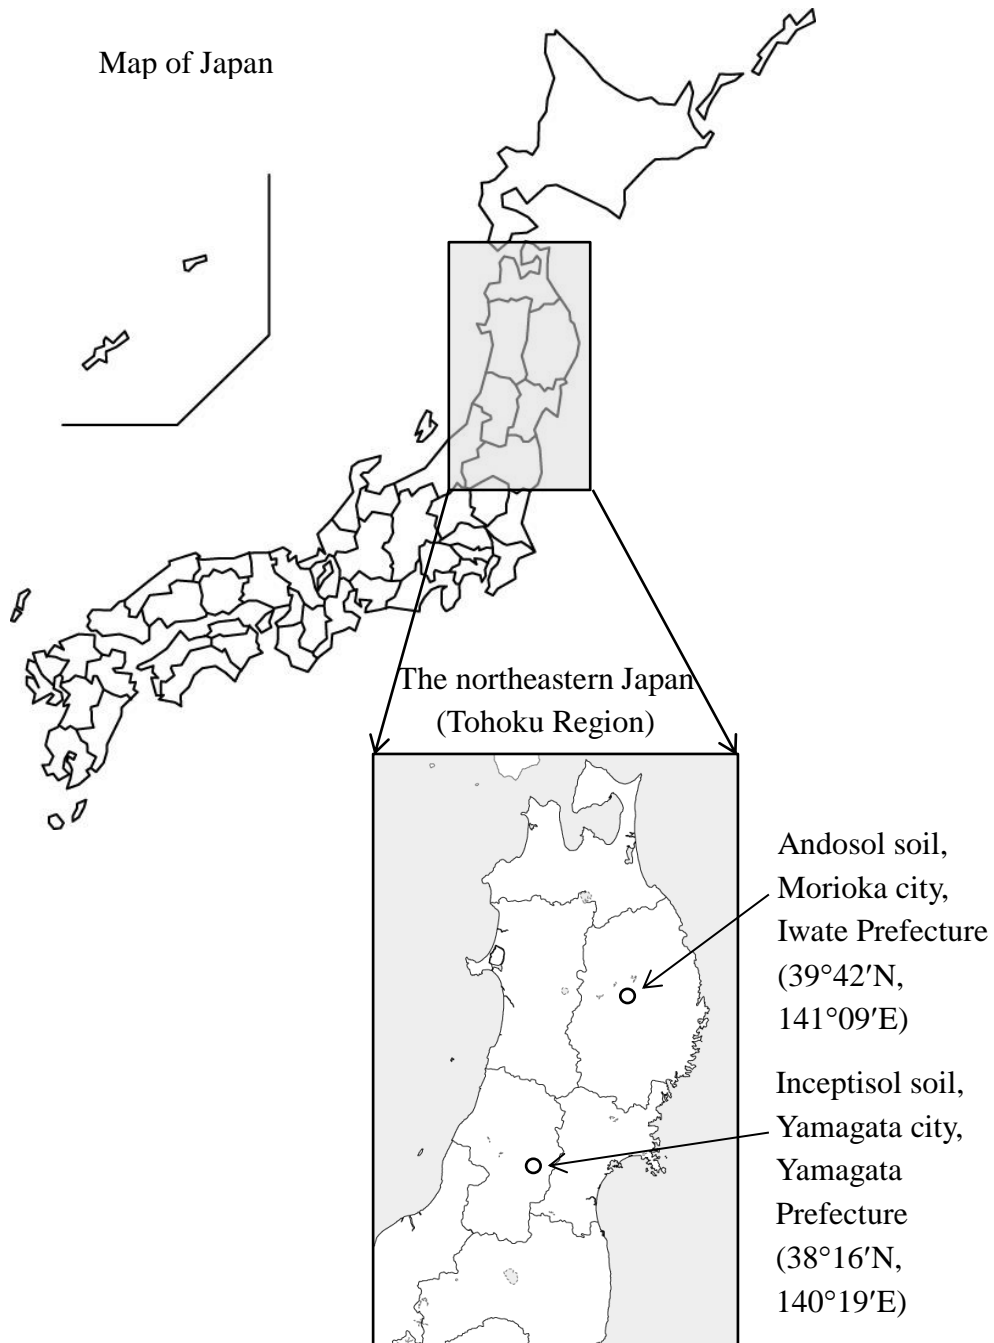 Map of Japan
The northeastern Japan
(Tohoku Region)
Andosol soil,
Morioka city,
Iwate Prefecture
(39°42′N,
141°09′E)
Inceptisol soil,
Yamagata city,
Yamagata
Prefecture
(38°16′N,
140°19′E)